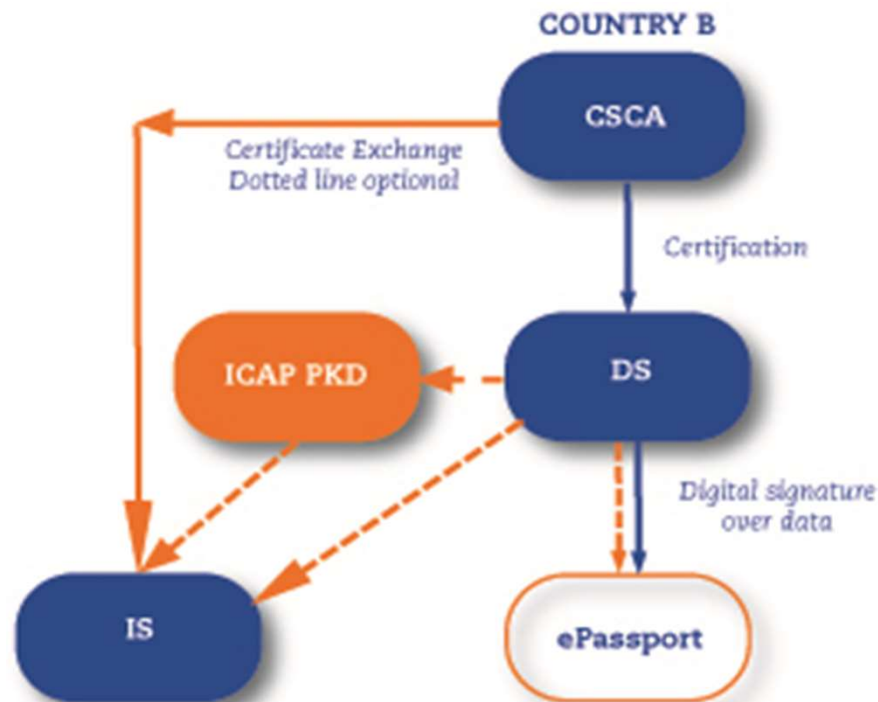 COUNTRY B
CSCA
Certificate Exchange
Dotted line optional
Certification
ICAP PKD
DS
Digital signature
over data
IS
ePassport